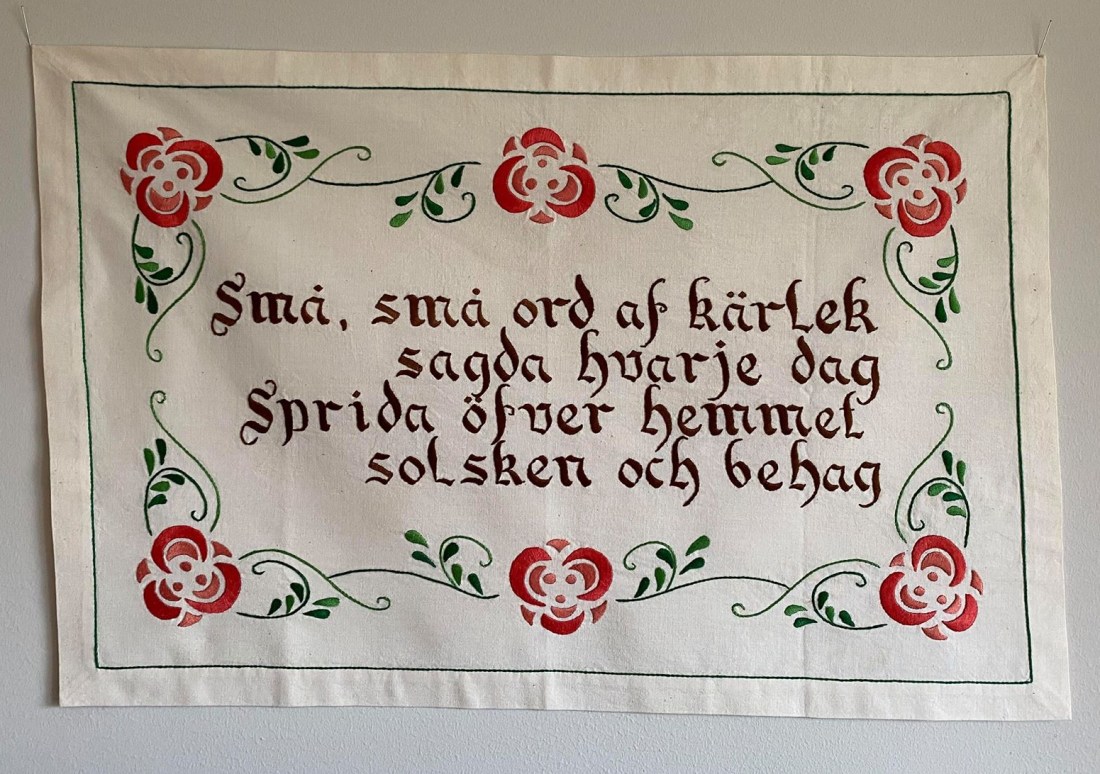 Små, små ord af kärlek
sagda hvarje dag
Sprida öfver hemmet
solsken och behag